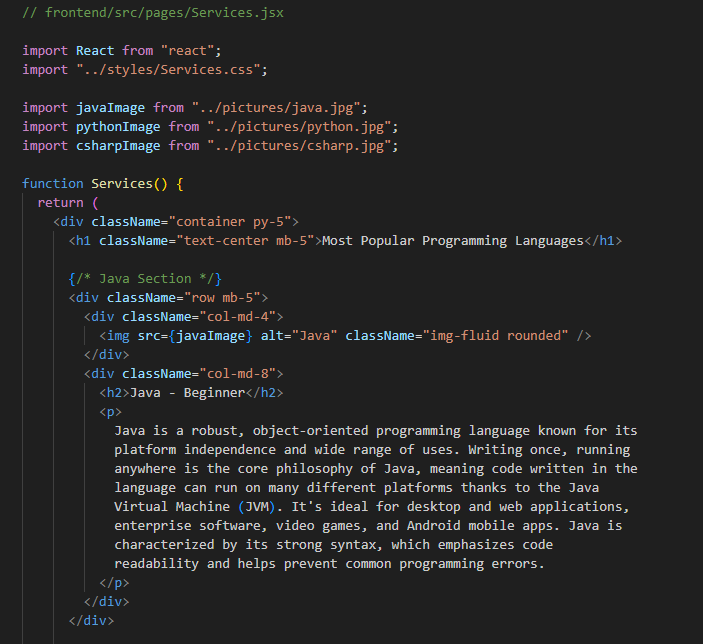 // frontend/src/pages/Services.jsx
import React from "react";
import "../styles/Services.css";
import javaImage from "../pictures/java.jpg";
import pythonImage from "../pictures/python.jpg";
import csharpImage from "../pictures/csharp.jpg";
function Services() {
return (
<div className="container py-5">
<h1 className="text-center mb-5">Most Popular Programming Languages</h1>
{/* Java Section */}
<div className="row mb-5">
<div className="col-md-4">
<img src={javaImage} alt="Java" className="img-fluid rounded" />
</div>
<div className="col-md-8">
<h2>Java - Beginner</h2>
<p>
Java is a robust, object-oriented programming language known for its
platform independence and wide range of uses. Writing once, running
anywhere is the core philosophy of Java, meaning code written in the
language can run on many different platforms thanks to the Java
Virtual Machine (JVM). It's ideal for desktop and web applications,
enterprise software, video games, and Android mobile apps. Java is
characterized by its strong syntax, which emphasizes code
readability and helps prevent common programming errors.
</p>
</div>
</div>